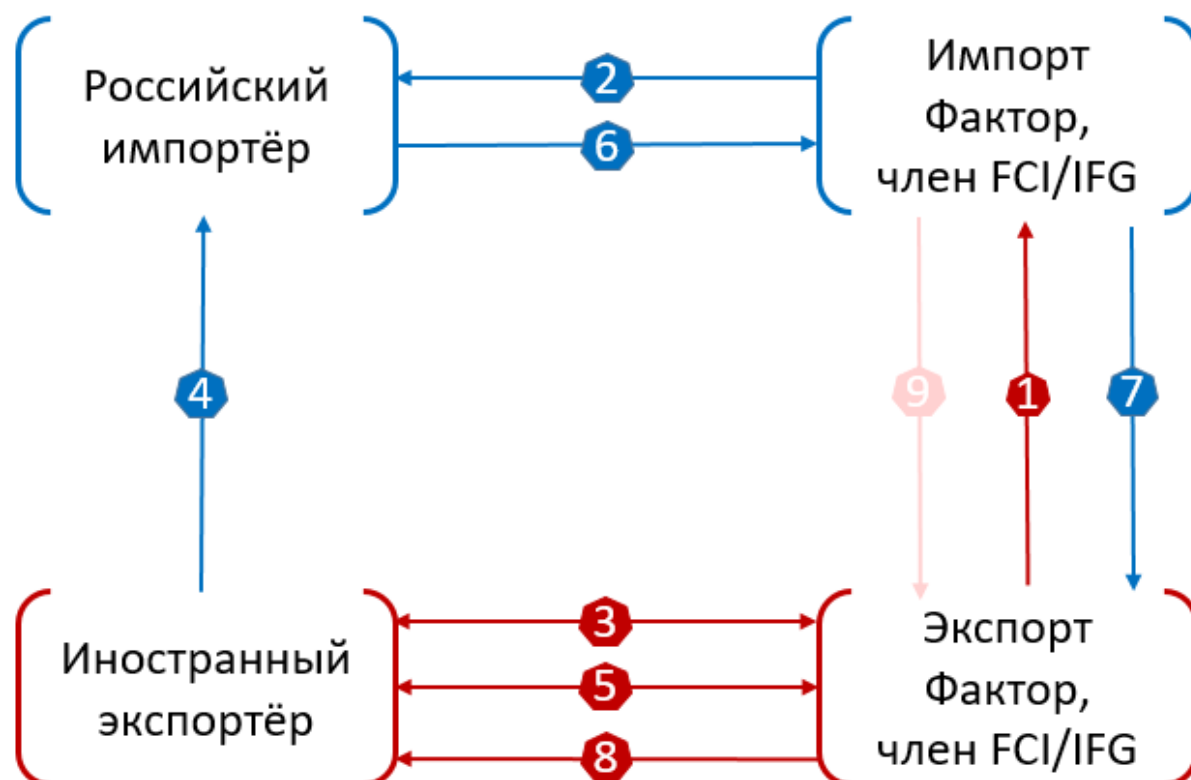 Российский
импортёр
2
6
Импорт
Фактор,
член FCI/IFG
4
9
1
7
Иностранный
экспортёр
3
5
8
Экспорт
Фактор,
член FCI/IFG